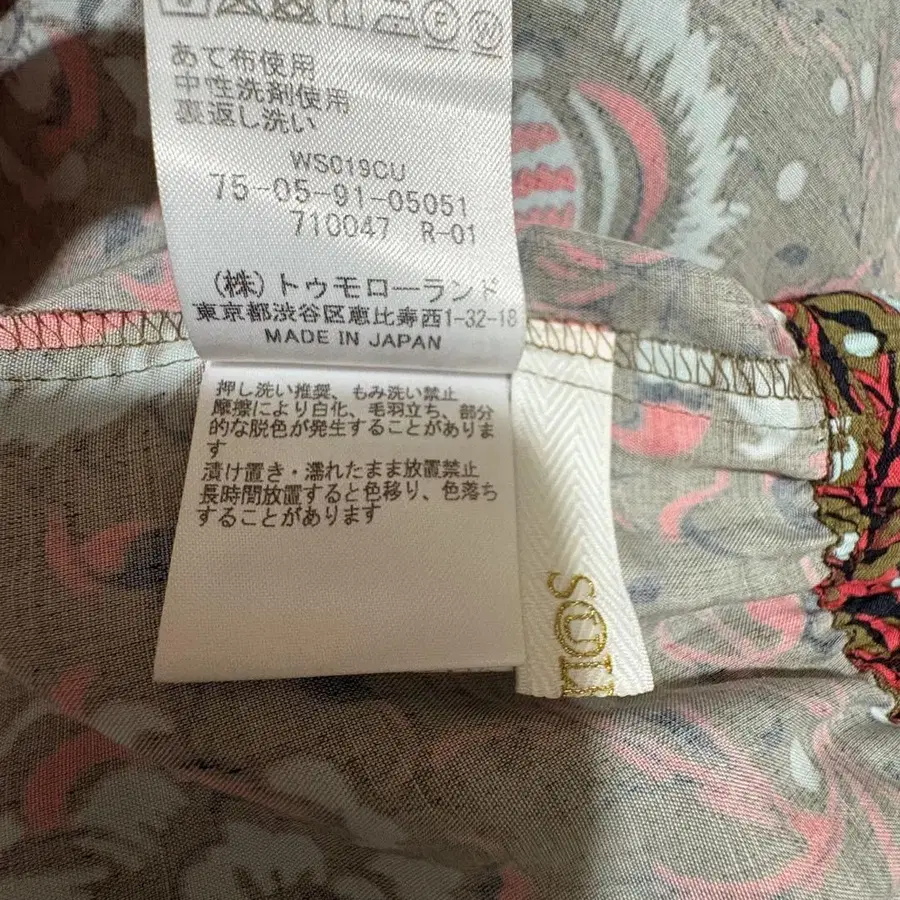 あて布使用
中性洗剤使用
裏返し洗い
WS019CU
75-05-91-05051
710047 R-01
(株)トゥモローランド
東京都渋谷区恵比寿西1-32-18
MADE IN JAPAN
押し洗い推奨、もみ洗い禁止
摩擦により白化、毛羽立ち、部分
的な脱色が発生することがありま
す
漬け置き・濡れたまま放置禁止
長時間放置すると色移り、色落ち
することがあります
SOL